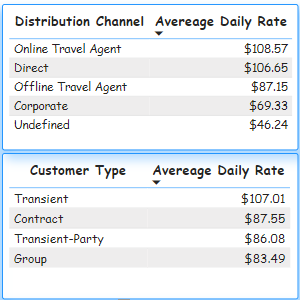 Distribution Channel Avereage Daily Rate
Online Travel Agent $108.57
Direct $106.65
Offline Travel Agent $87.15
Corporate $69.33
Undefined $46.24
Customer Type Avereage Daily Rate
Transient $107.01
Contract $87.55
Transient-Party $86.08
Group $83.49